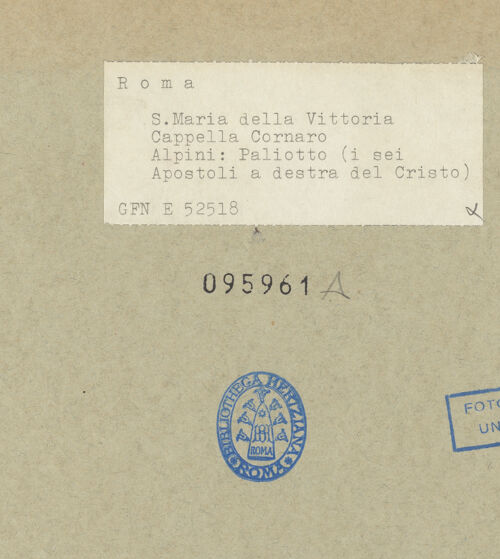 Roma
S.Maria della Vittoria
Cappella Cornaro
Alpini: Paliotto (i sei
Apostoli a destra del Cristo)
GFN E 52518
095961 A
BIBLIOTHECA HERTZIANA
ROMA
ROMA
FOTO
UN